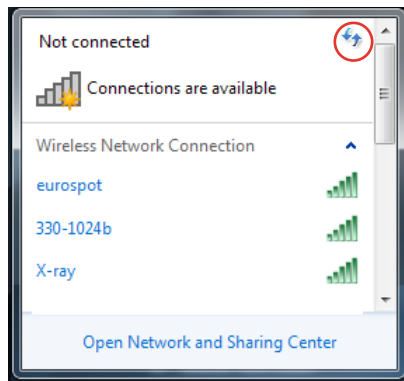 Not connected
Connections are available
Wireless Network Connection
eurospot
330-1024b
X-ray
Open Network and Sharing Center